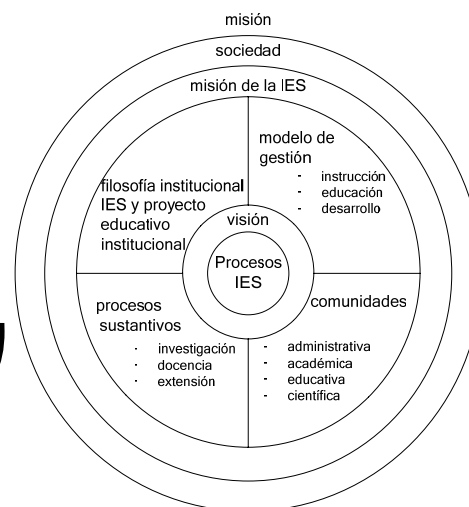 misión
sociedad
misión de la IES
modelo de
gestión
- instrucción
- educación
- desarrollo
filosofía institucional
IES y proyecto
educativo
institucional
visión
Procesos
IES
comunidades
- administrativa
- académica
- educativa
- científica
procesos
sustantivos
- investigación
- docencia
- extensión